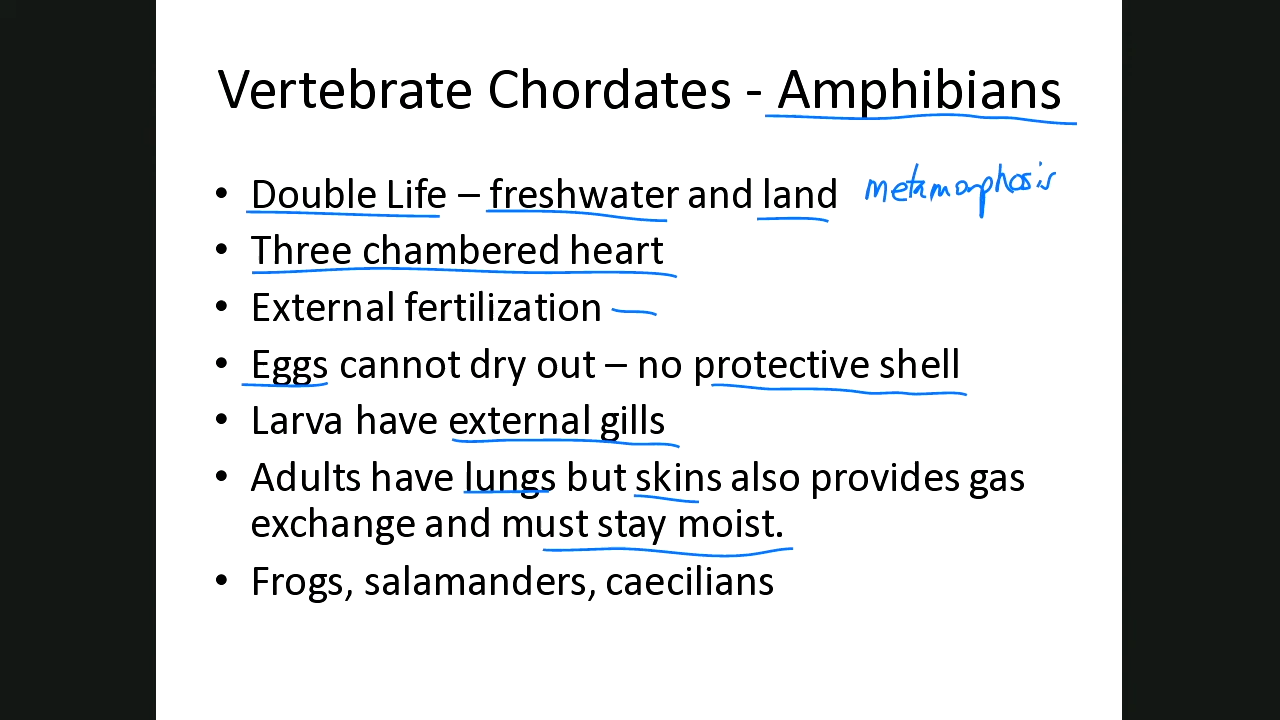 Vertebrate Chordates - Amphibians
• Double Life – freshwater and land metamorphosis
• Three chambered heart
• External fertilization
• Eggs cannot dry out – no protective shell
• Larva have external gills
• Adults have lungs but skins also provides gas
exchange and must stay moist.
• Frogs, salamanders, caecilians